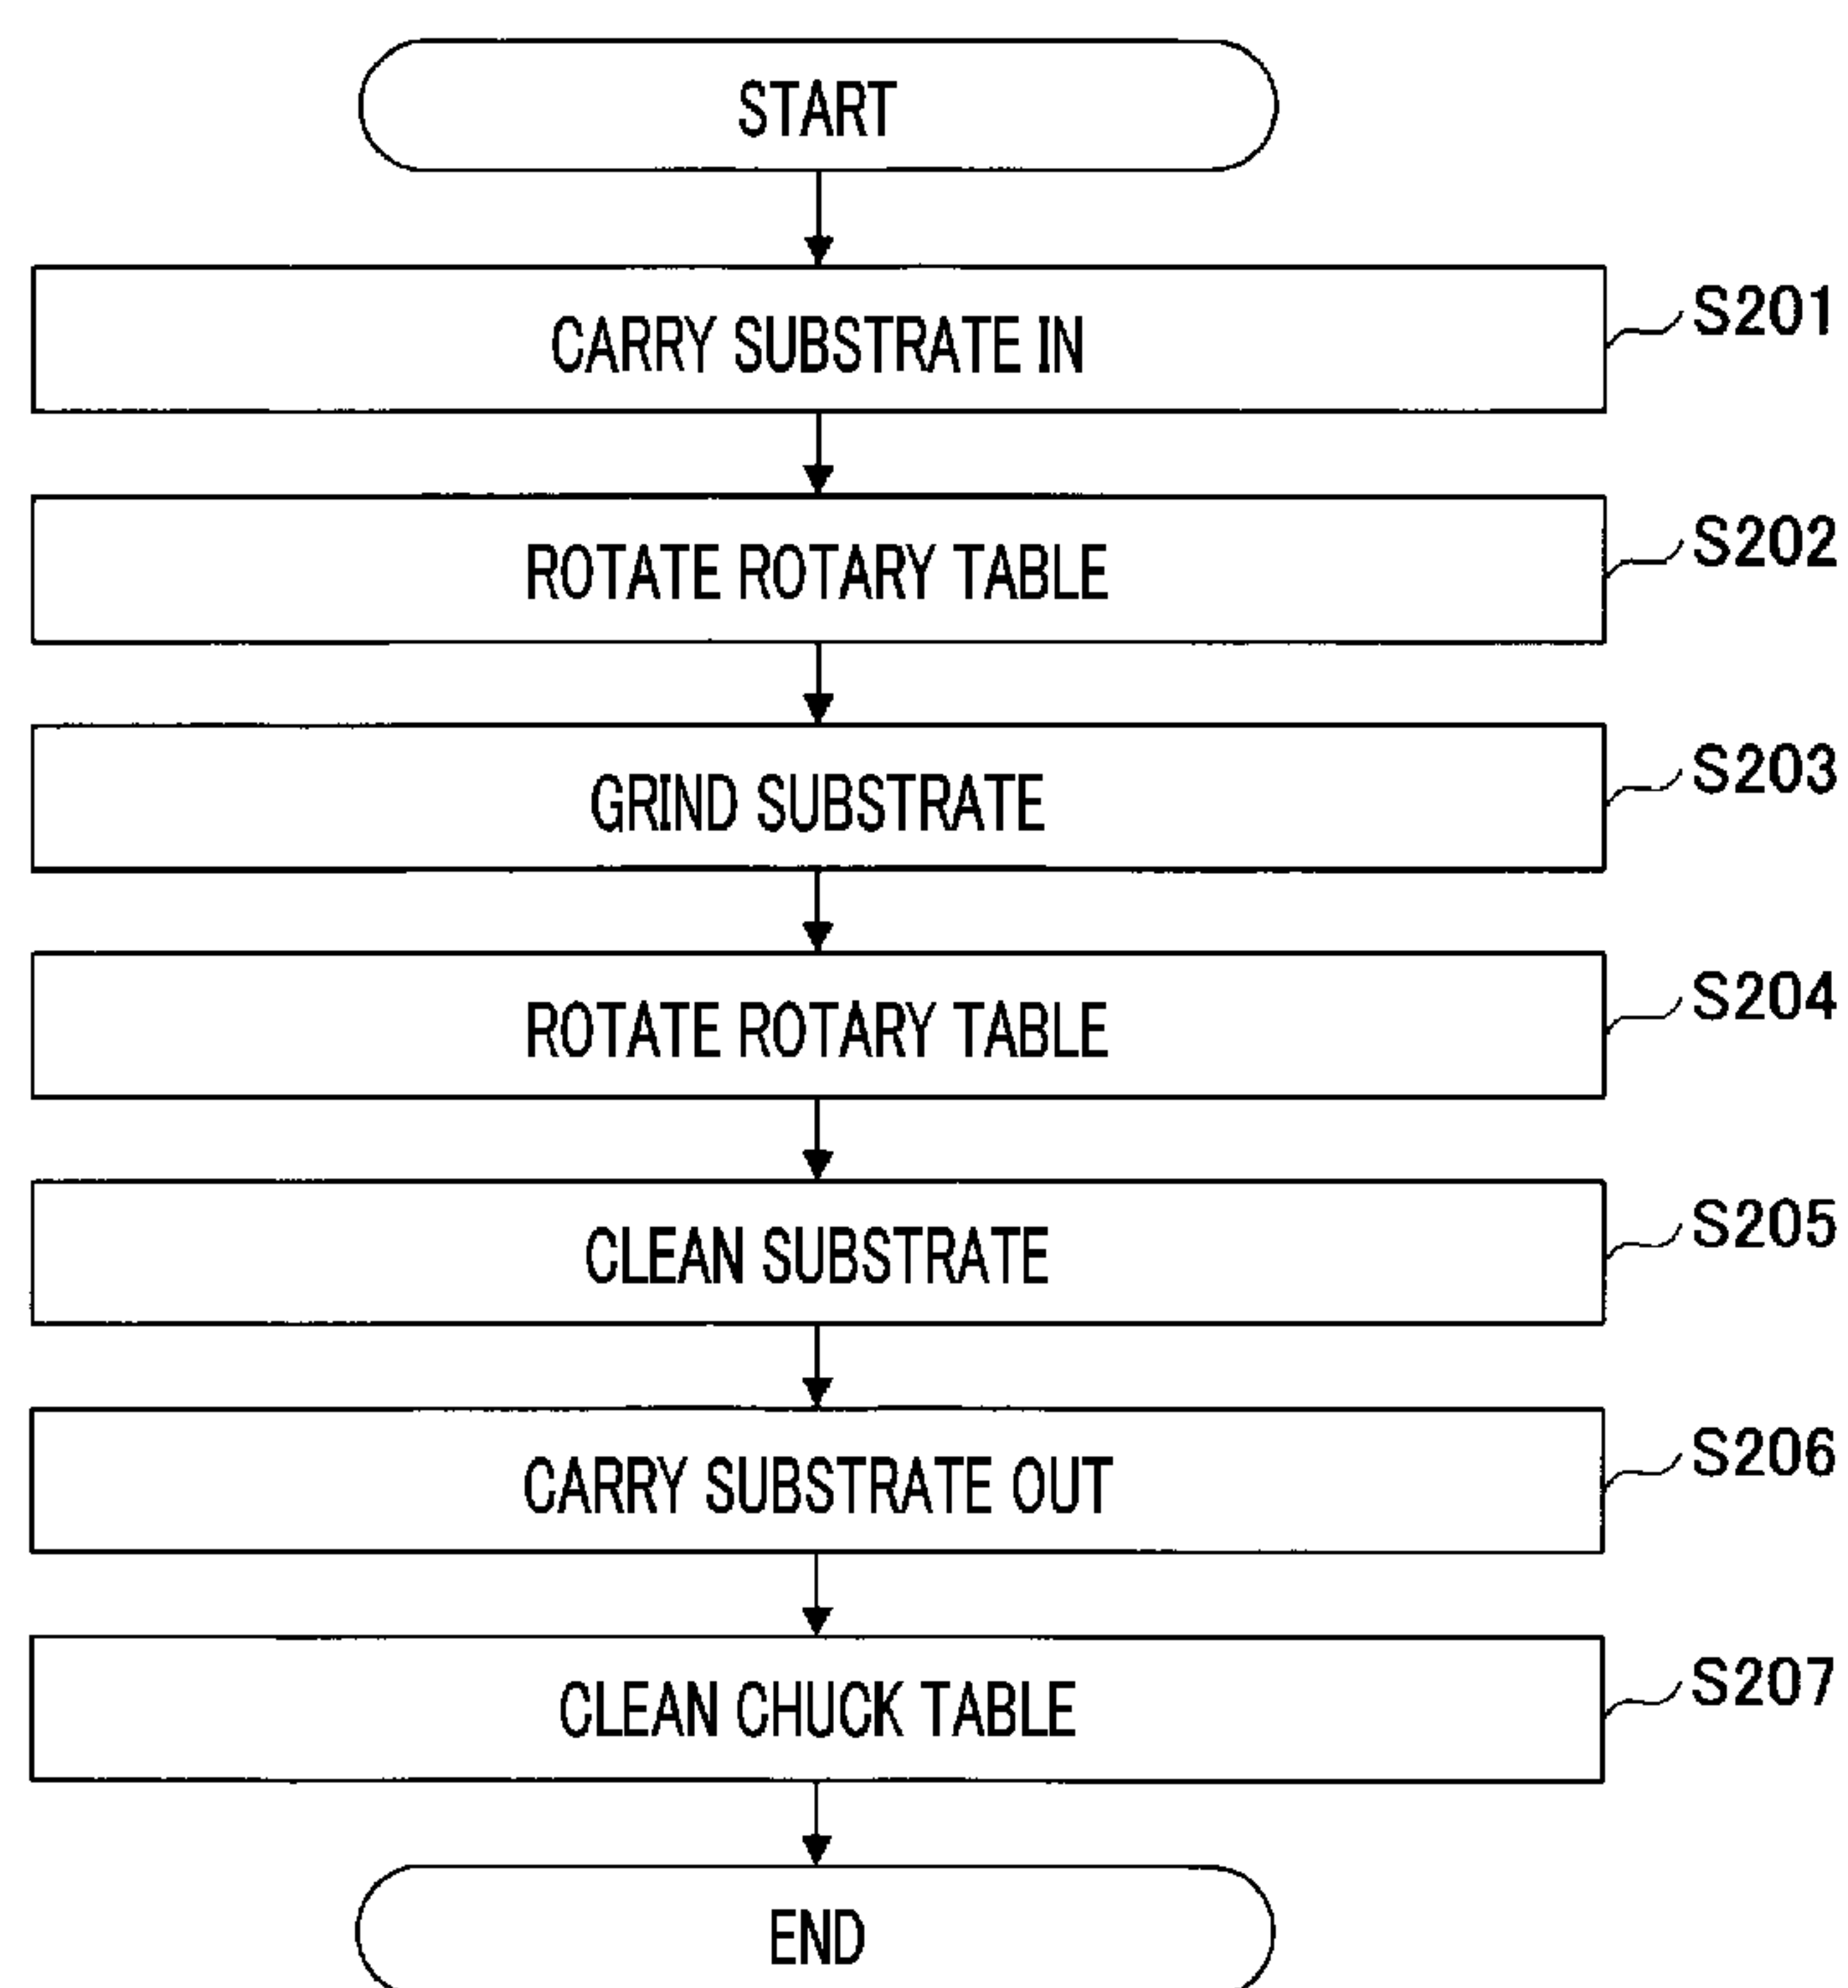 START
CARRY SUBSTRATE IN
S201
ROTATE ROTARY TABLE
S202
GRIND SUBSTRATE
S203
ROTATE ROTARY TABLE
S204
CLEAN SUBSTRATE
S205
CARRY SUBSTRATE OUT
S206
CLEAN CHUCK TABLE
S207
END